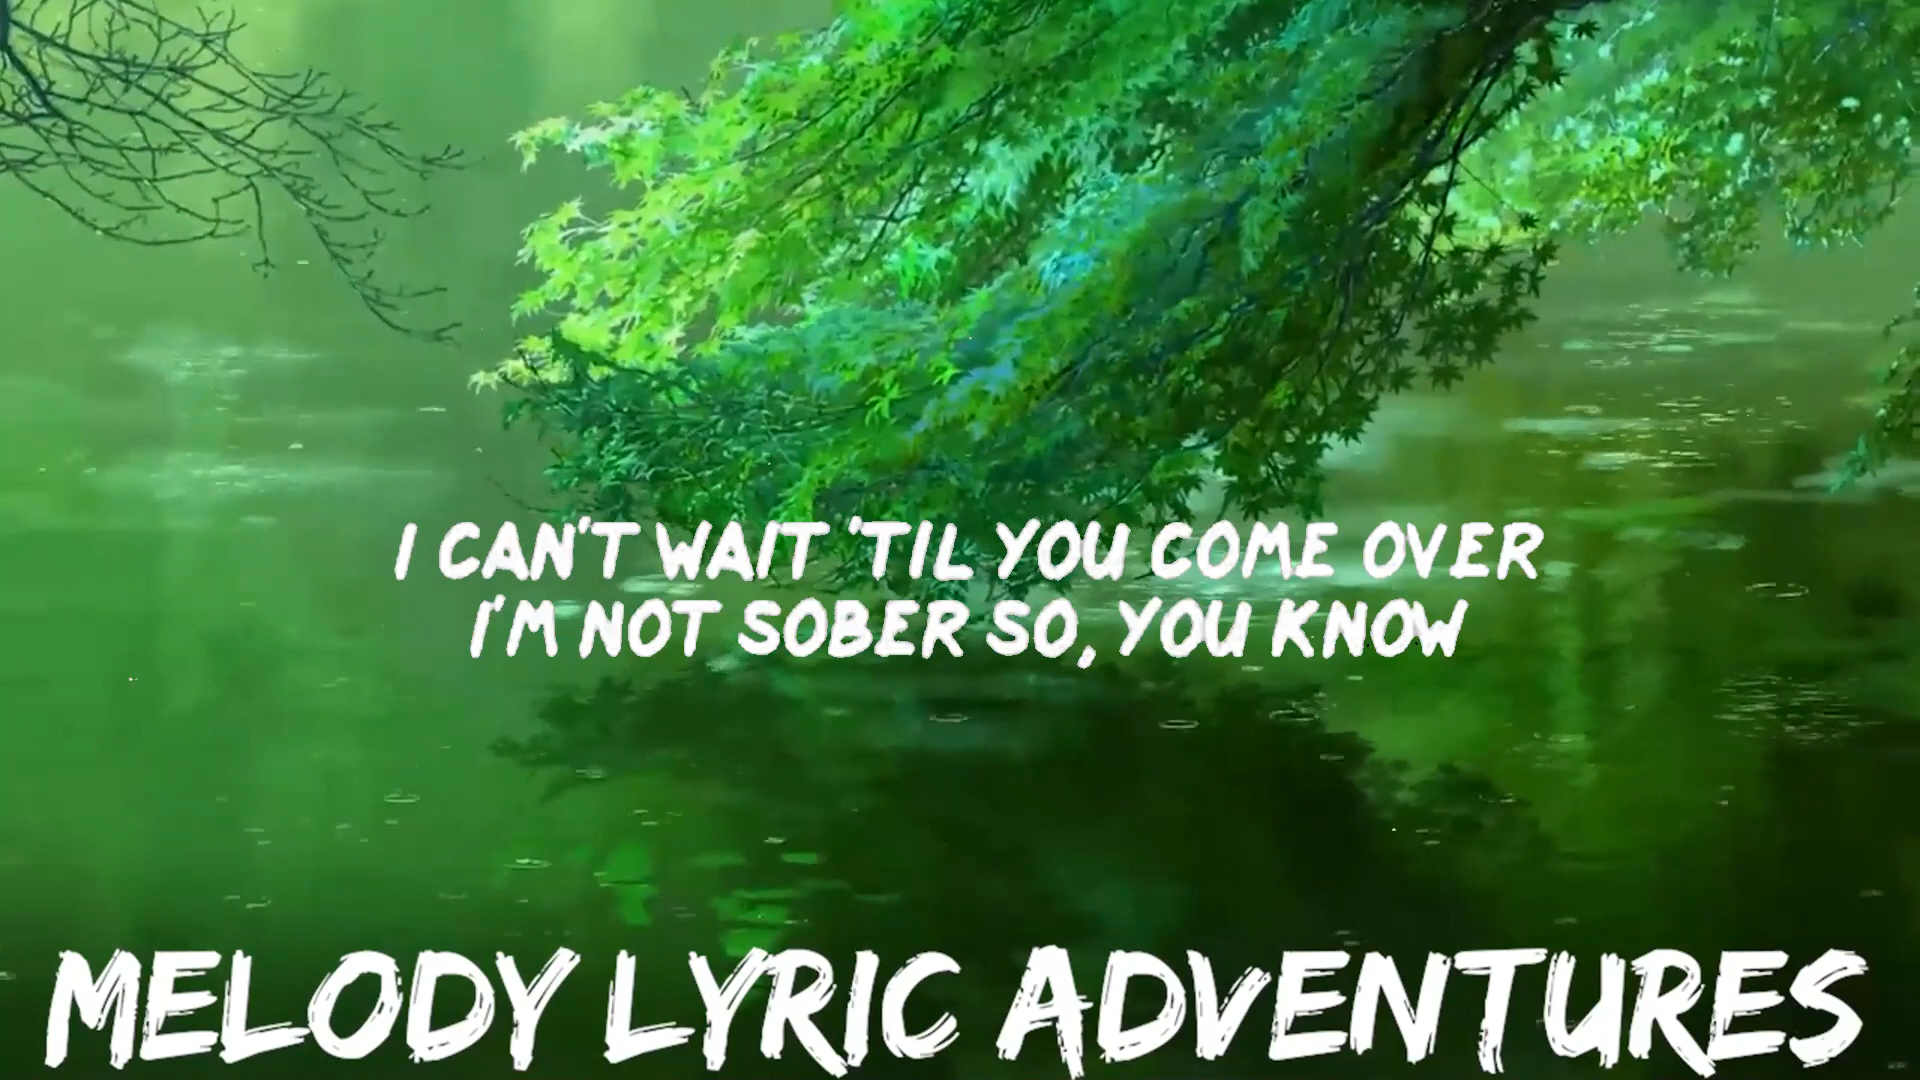 I CAN'T WAIT 'TIL YOU COME OVER
I'M NOT SOBER SO, YOU KNOW
MELODY LYRIC ADVENTURES